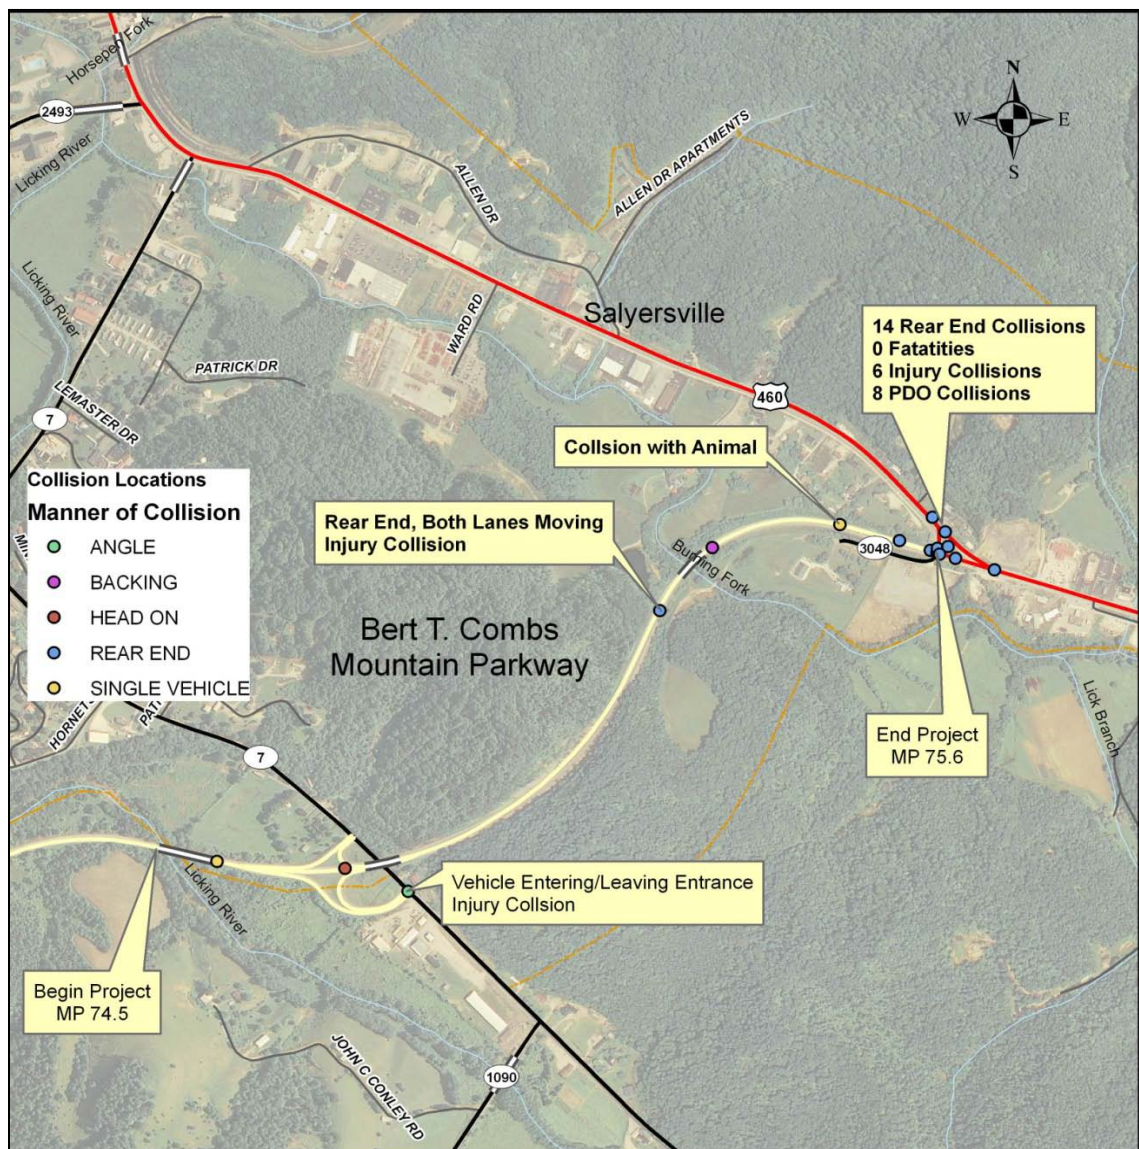 Horsepen Fork
2493
Licking River
N
W
E
S
ALLEN DR
ALLEN DR APARTMENTS
Licking River
WARD RD
Salyersville
14 Rear End Collisions
0 Fatatities
6 Injury Collisions
8 PDO Collisions
PATRICK DR
LEMASTER DR
460
7
Collsion with Animal
Collision Locations
Manner of Collision
ANGLE
BACKING
HEAD ON
REAR END
SINGLE VEHICLE
Rear End, Both Lanes Moving
Injury Collision
3048
Burning Fork
Bert T. Combs
Mountain Parkway
End Project
MP 75.6
Lick Branch
7
Licking River
Vehicle Entering/Leaving Entrance
Injury Collsion
Begin Project
MP 74.5
JOHN C CONLEY RD
1090